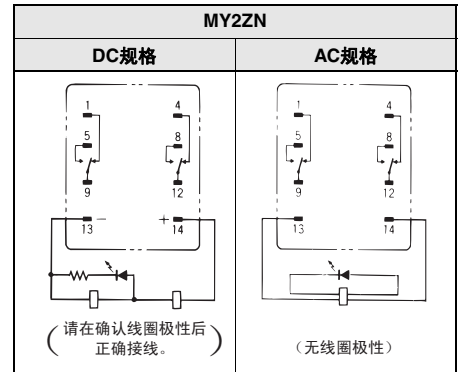 MY2ZN
DC规格
AC规格
1 4
5 8
9 12
13 − + 14
(请在确认线圈极性后
正确接线。)
1 4
5 8
9 12
13 14
(无线圈极性)